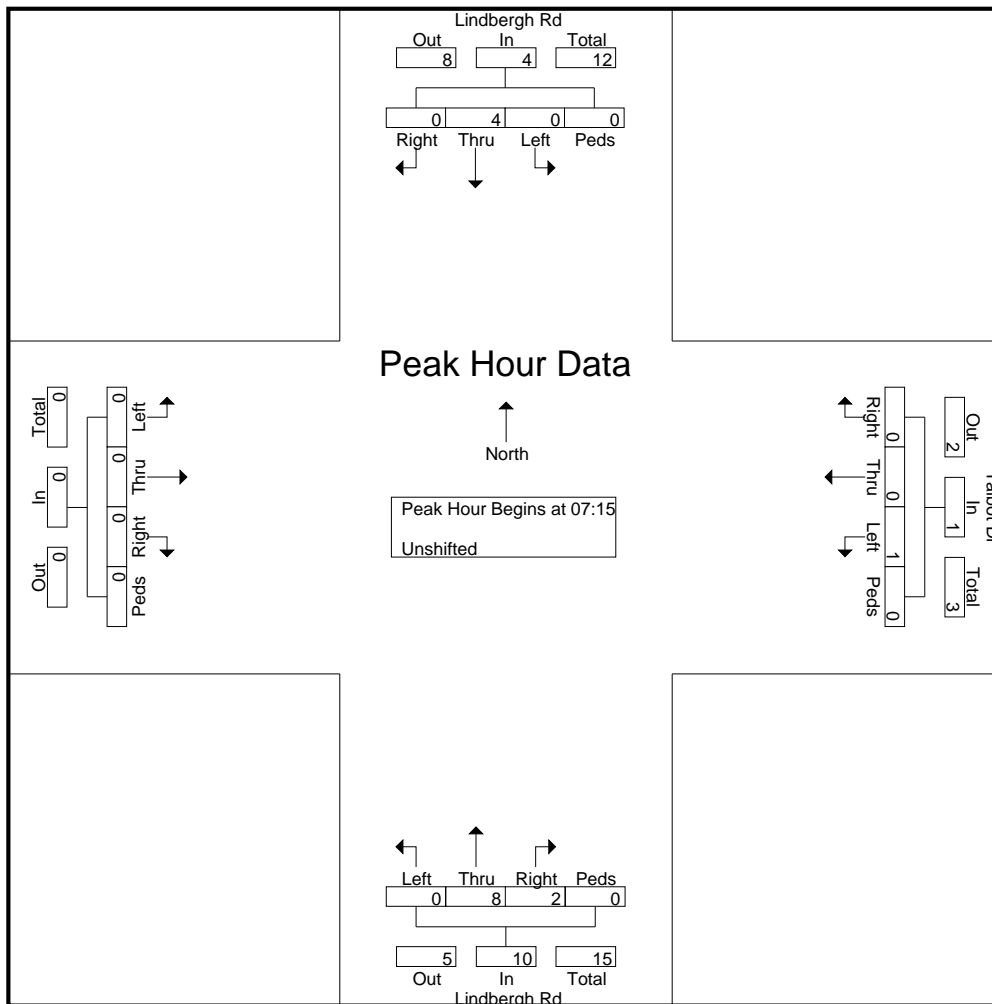 Lindbergh Rd
Out In Total
8 4 12
0 4 0 0
Right Thru Left Peds
Peak Hour Data
North
Peak Hour Begins at 07:15
Unshifted
Left Thru Right Peds
0 0 0 0
Total In Out
0 0 0
Right Thru Left Peds
0 0 1 0
Out In Total
2 1 3
Left Thru Right Peds
0 8 2 0
5 10 15
Out In Total
Lindbergh Rd